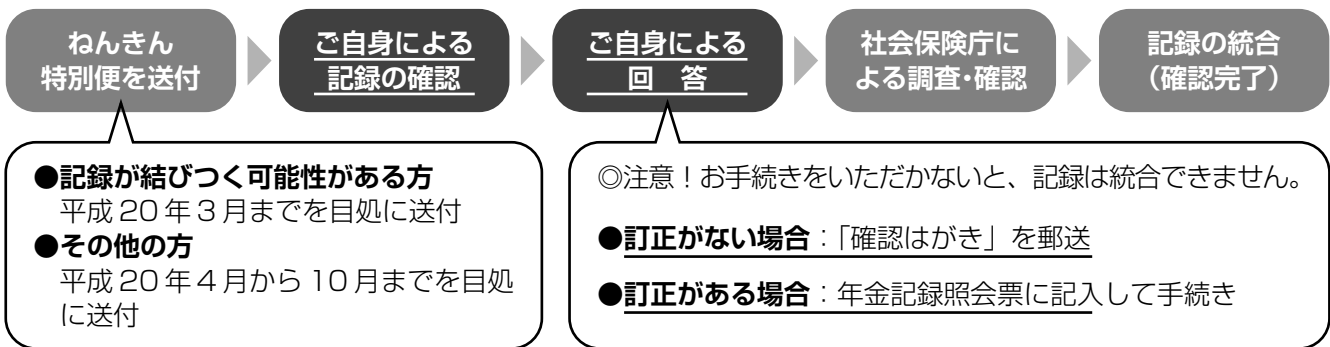 ねんきん
特別便を送付
ご自身による
記録の確認
ご自身による
回　答
社会保険庁に
よる調査・確認
記録の統合
（確認完了）
●記録が結びつく可能性がある方
平成20年3月までを目処に送付
●その他の方
平成20年4月から10月までを目処
に送付
◎注意！お手続きをいただかないと、記録は統合できません。
●訂正がない場合：「確認はがき」を郵送
●訂正がある場合：年金記録照会票に記入して手続き